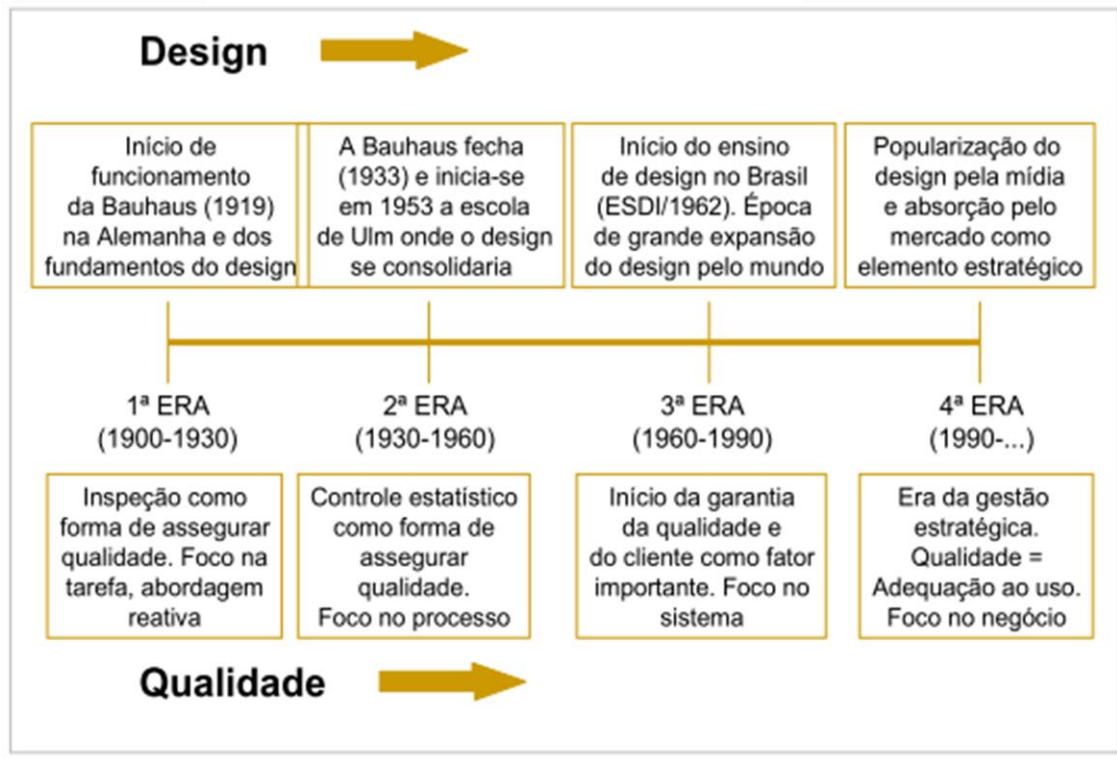 Design
Início de
funcionamento
da Bauhaus (1919)
na Alemanha e dos
fundamentos do design
A Bauhaus fecha
(1933) e inicia-se
em 1953 a escola
de Ulm onde o design
se consolidaria
Início do ensino
de design no Brasil
(ESDI/1962). Época
de grande expansão
do design pelo mundo
Popularização do
design pela mídia
e absorção pelo
mercado como
elemento estratégico
1ª ERA
(1900-1930)
2ª ERA
(1930-1960)
3ª ERA
(1960-1990)
4ª ERA
(1990-...)
Inspeção como
forma de assegurar
qualidade. Foco na
tarefa, abordagem
reativa
Controle estatístico
como forma de
assegurar
qualidade.
Foco no processo
Início da garantia
da qualidade e
do cliente como fator
importante. Foco no
sistema
Era da gestão
estratégica.
Qualidade =
Adequação ao uso.
Foco no negócio
Qualidade